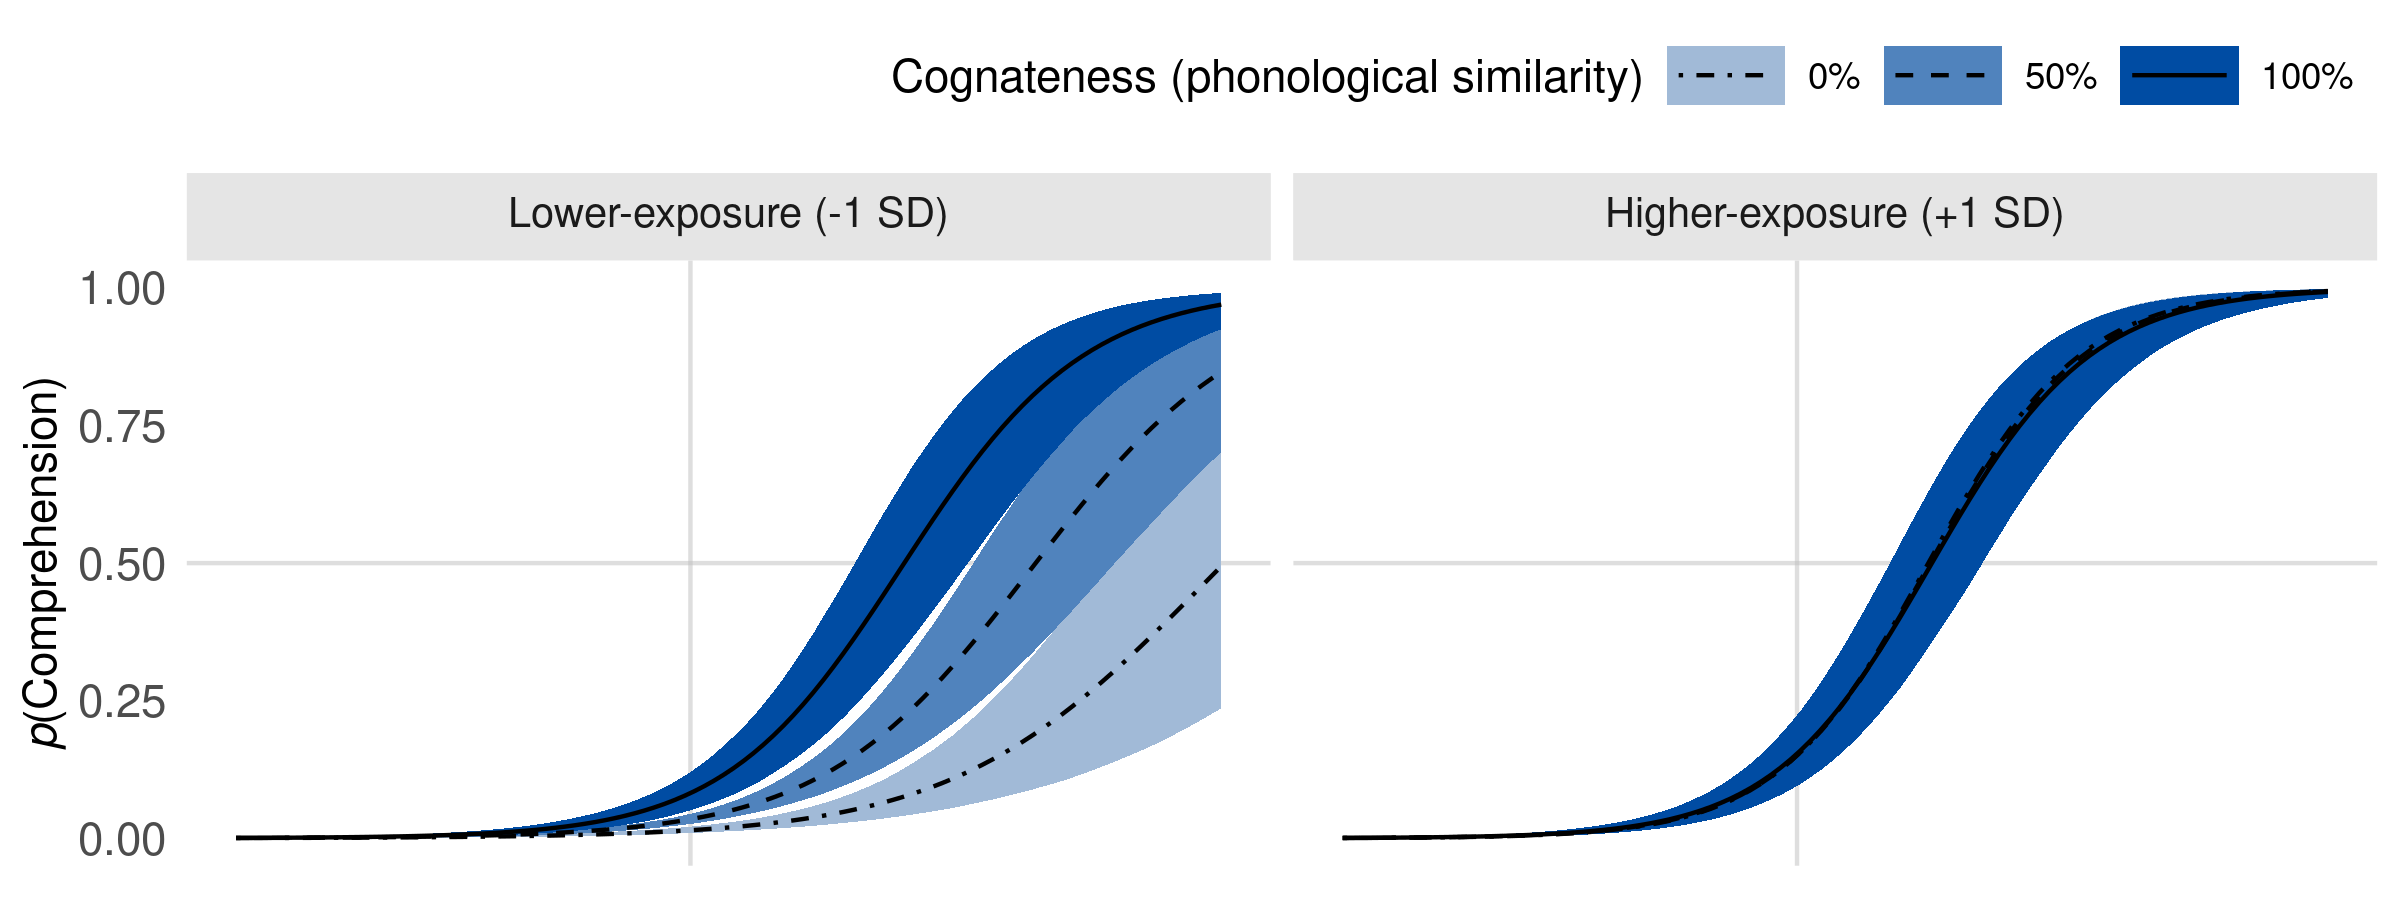 Cognateness (phonological similarity) 0% 50% 100%
Lower-exposure (-1 SD) Higher-exposure (+1 SD)
1.00
0.75
0.50
0.25
0.00
p(Comprehension)